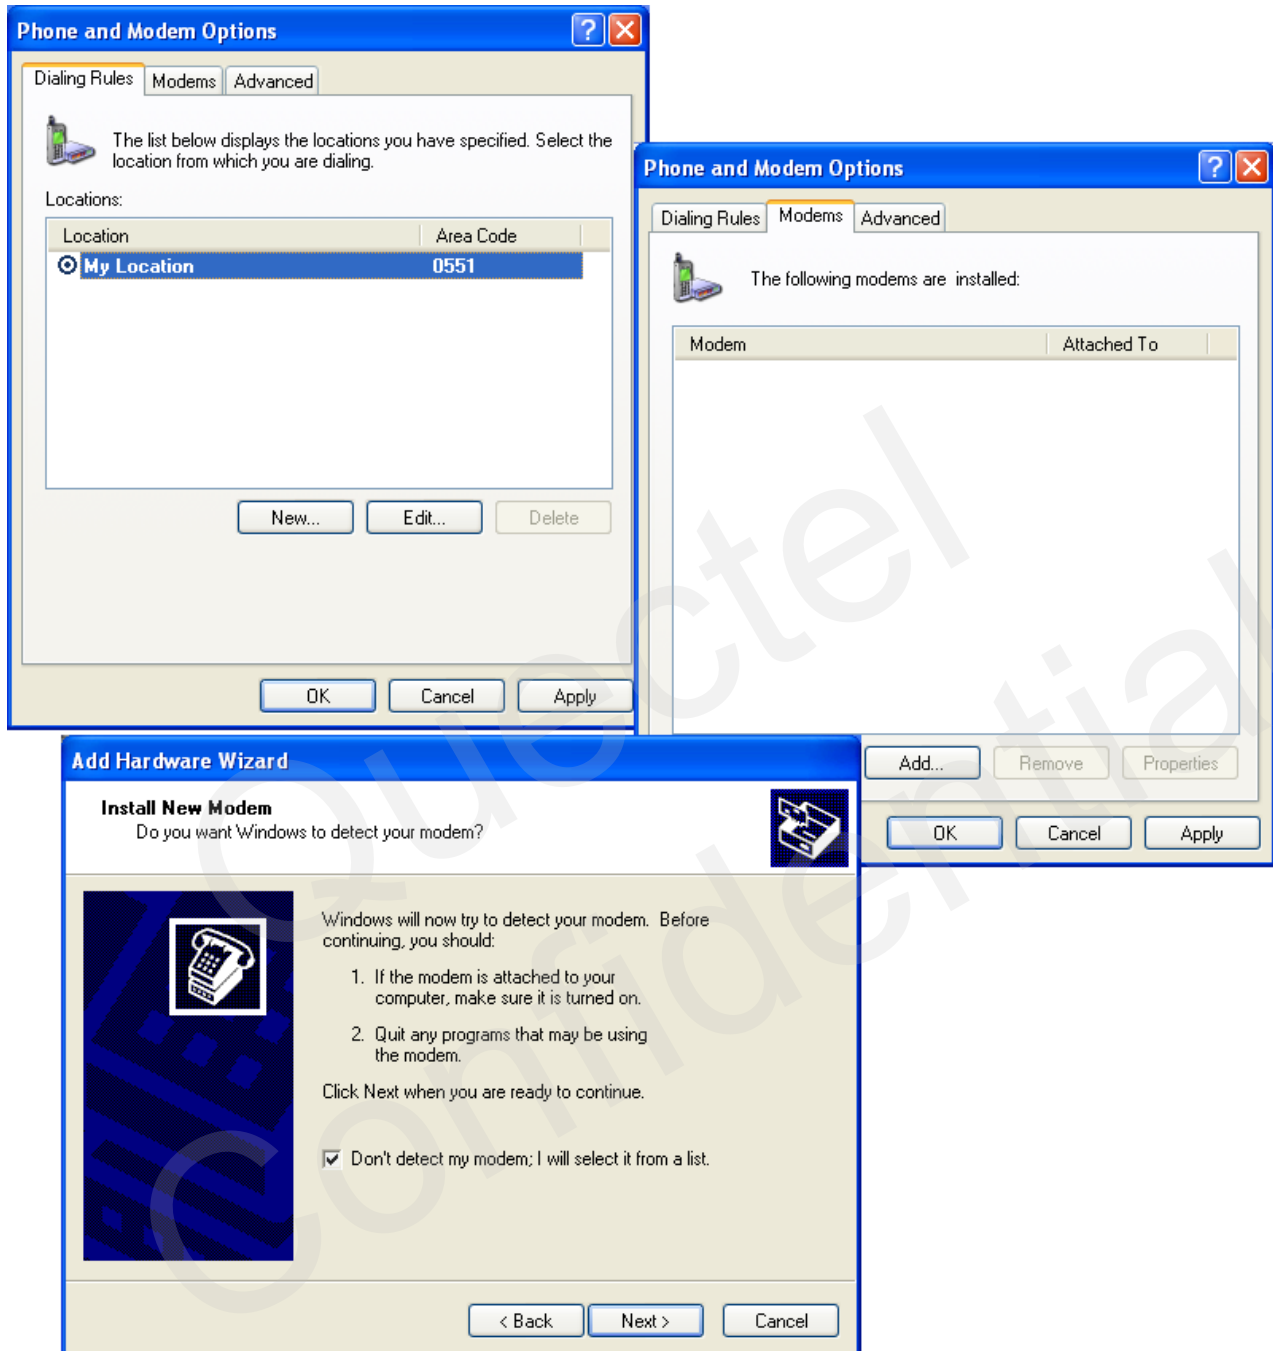 Phone and Modem Options
Dialing Rules Modems Advanced
The list below displays the locations you have specified. Select the
location from which you are dialing.
Locations:
Location Area Code
My Location 0551
New... Edit... Delete
OK Cancel Apply
Phone and Modem Options
Dialing Rules Modems Advanced
The following modems are installed:
Modem Attached To
Add... Remove Properties
OK Cancel Apply
Add Hardware Wizard
Install New Modem
Do you want Windows to detect your modem?
Windows will now try to detect your modem. Before
continuing, you should:
1. If the modem is attached to your
computer, make sure it is turned on.
2. Quit any programs that may be using
the modem.
Click Next when you are ready to continue.
Don't detect my modem; I will select it from a list.
< Back Next > Cancel
Quectel
Confidential